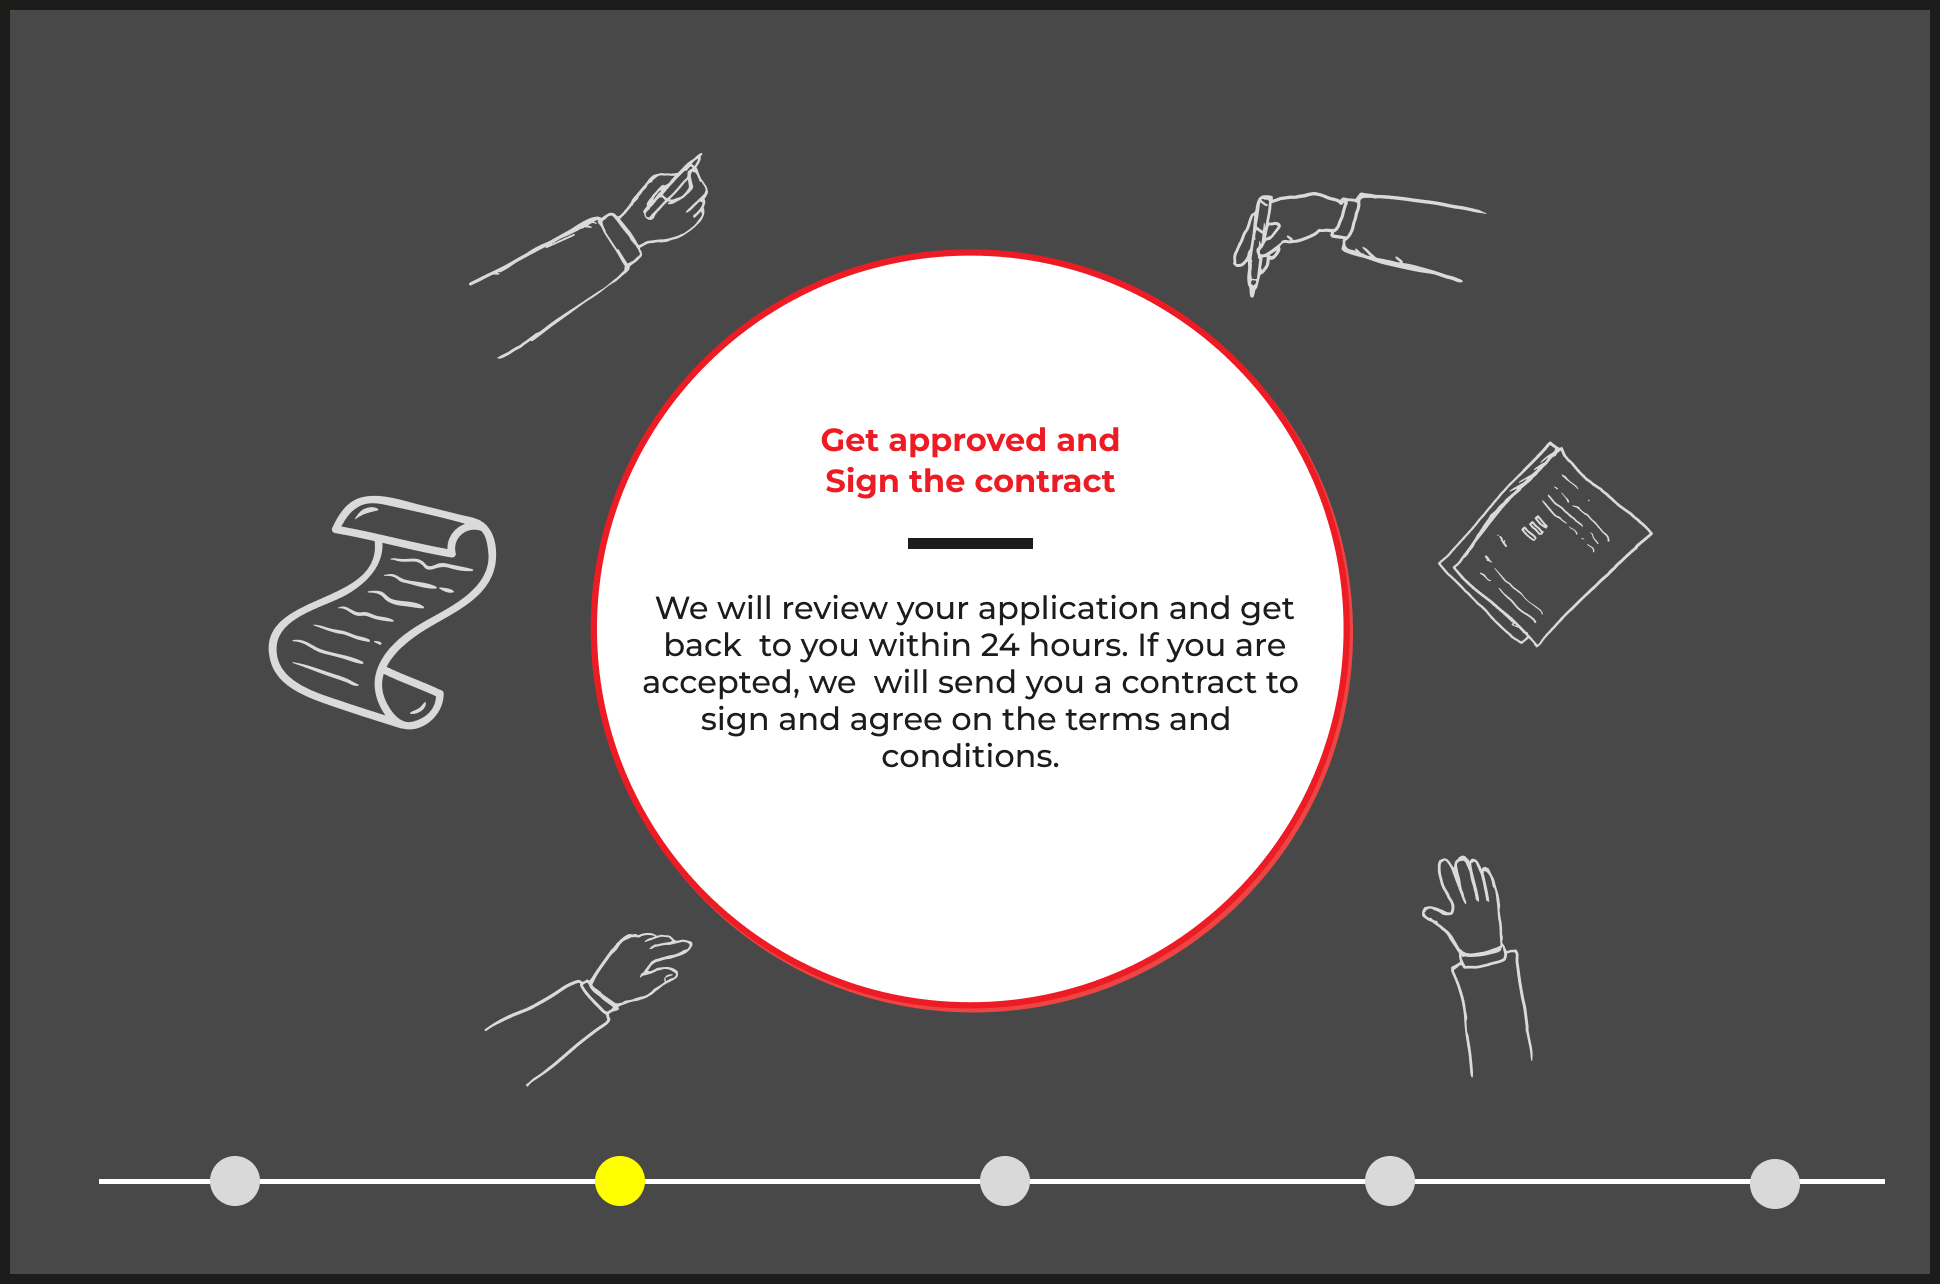 Get approved and
Sign the contract
We will review your application and get
back  to you within 24 hours. If you are
accepted, we  will send you a contract to
sign and agree on the terms and
conditions.